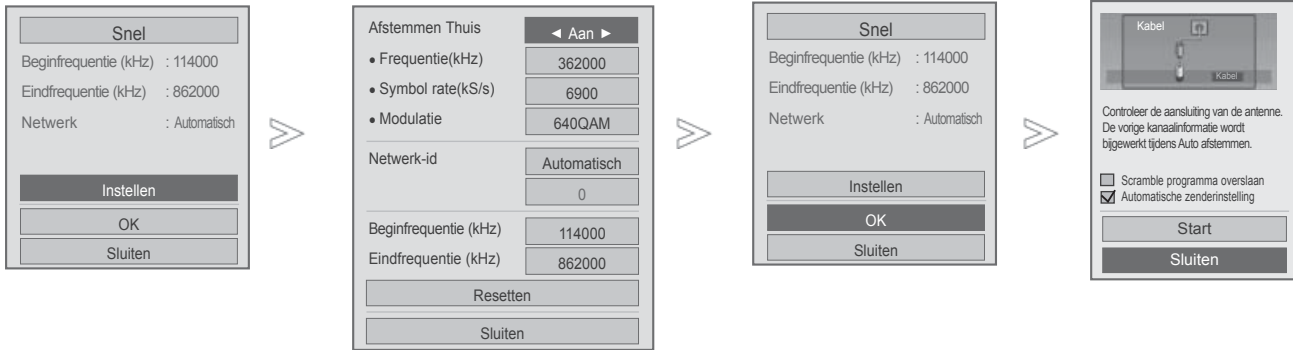 Snel
Beginfrequentie (kHz) : 114000
Eindfrequentie (kHz) : 862000
Netwerk : Automatisch
Instellen
OK
Sluiten
Afstemmen Thuis ◄ Aan ►
• Frequentie(kHz) 362000
• Symbol rate(kS/s) 6900
• Modulatie 640QAM
Netwerk-id Automatisch
0
Beginfrequentie (kHz) 114000
Eindfrequentie (kHz) 862000
Resetten
Sluiten
Snel
Beginfrequentie (kHz) : 114000
Eindfrequentie (kHz) : 862000
Netwerk : Automatisch
Instellen
OK
Sluiten
Kabel
Kabel
Controleer de aansluiting van de antenne.
De vorige kanaalinformatie wordt
bijgewerkt tijdens Auto afstemmen.
Scramble programma overslaan
Automatische zenderinstelling
Start
Sluiten